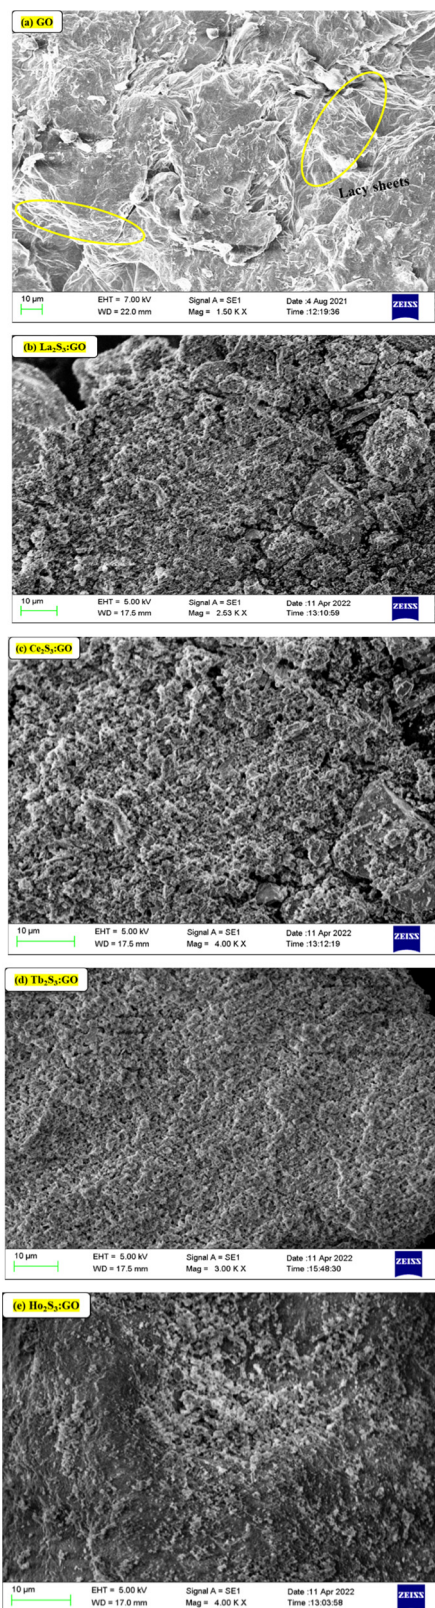 (a) GO
Lacy sheets
10 µm EHT = 7.00 kV Signal A = SE1 Date :4 Aug 2021
WD = 22.0 mm Mag = 1.50 K X Time :12:19:36
ZEISS
(b) La₂S₃:GO
10 µm EHT = 5.00 kV Signal A = SE1 Date :11 Apr 2022
WD = 17.5 mm Mag = 2.53 K X Time :13:10:59
ZEISS
(c) Ce₂S₃:GO
10 µm EHT = 5.00 kV Signal A = SE1 Date :11 Apr 2022
WD = 17.5 mm Mag = 4.00 K X Time :13:12:19
ZEISS
(d) Tb₂S₃:GO
10 µm EHT = 5.00 kV Signal A = SE1 Date :11 Apr 2022
WD = 17.5 mm Mag = 3.00 K X Time :15:48:30
ZEISS
(e) Ho₂S₃:GO
10 µm EHT = 5.00 kV Signal A = SE1 Date :11 Apr 2022
WD = 17.0 mm Mag = 4.00 K X Time :13:03:58
ZEISS